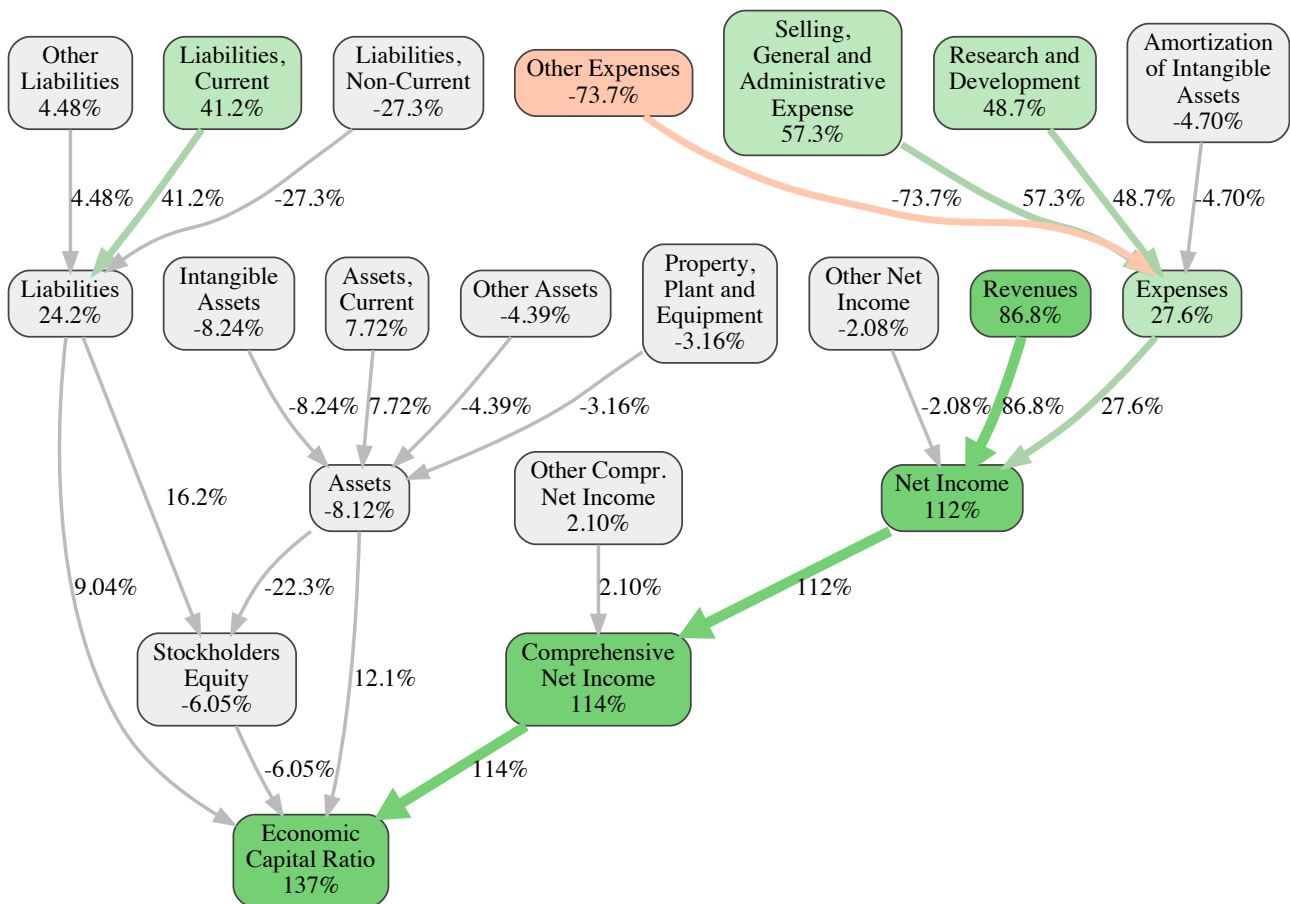 Other
Liabilities
4.48%
Liabilities,
Current
41.2%
Liabilities,
Non-Current
-27.3%
Other Expenses
-73.7%
Selling,
General and
Administrative
Expense
57.3%
Research and
Development
48.7%
Amortization
of Intangible
Assets
-4.70%
4.48%
41.2%
-27.3%
-73.7%
57.3%
48.7%
-4.70%
Liabilities
24.2%
Intangible
Assets
-8.24%
Assets,
Current
7.72%
Other Assets
-4.39%
Property,
Plant and
Equipment
-3.16%
Other Net
Income
-2.08%
Revenues
86.8%
Expenses
27.6%
-8.24%
7.72%
-4.39%
-3.16%
-2.08%
86.8%
27.6%
16.2%
Assets
-8.12%
Other Compr.
Net Income
2.10%
Net Income
112%
9.04%
-22.3%
2.10%
112%
Stockholders
Equity
-6.05%
12.1%
Comprehensive
Net Income
114%
-6.05%
114%
Economic
Capital Ratio
137%